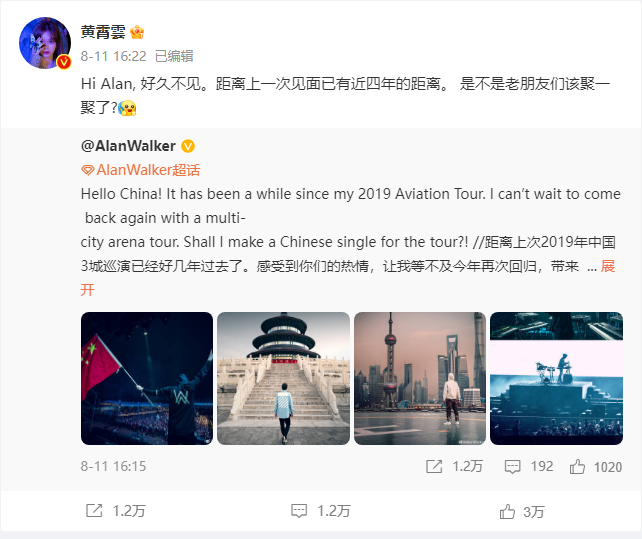 黄霄雲
8-11 16:22 已编辑
Hi Alan, 好久不见。距离上一次见面已有近四年的距离。 是不是老朋友们该聚一
聚了?
@AlanWalker
AlanWalker超话
Hello China! It has been a while since my 2019 Aviation Tour. I can’t wait to come
back again with a multi-
city arena tour. Shall I make a Chinese single for the tour?! //距离上次2019年中国
3城巡演已经好几年过去了。感受到你们的热情，让我等不及今年再次回归，带来 ... 展
开
8-11 16:15 1.2万 192 1020
1.2万 1.2万 3万